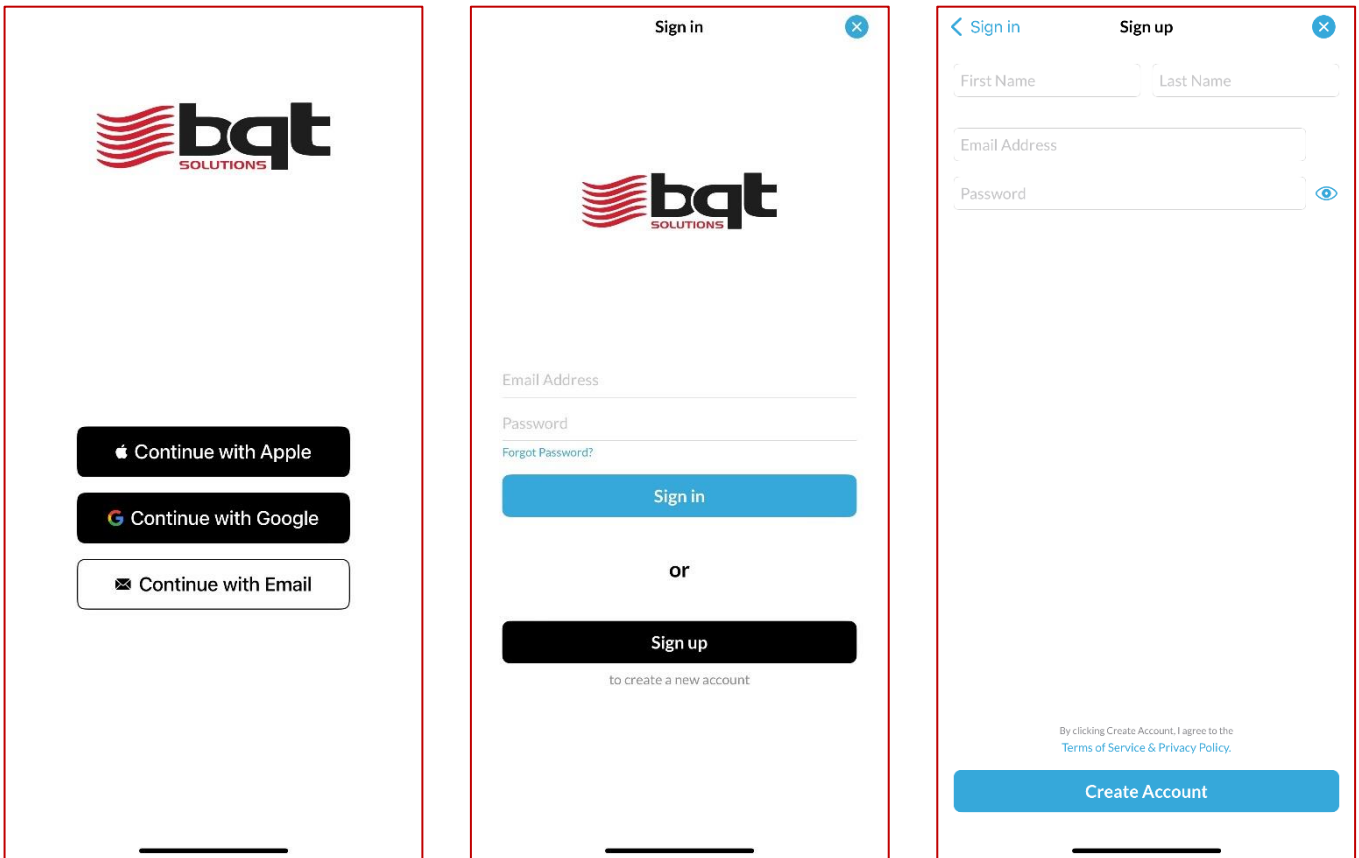 bqt
SOLUTIONS
Continue with Apple
Continue with Google
Continue with Email
Sign in
bqt
SOLUTIONS
Email Address
Password
Forgot Password?
Sign in
or
Sign up
to create a new account
Sign in
Sign up
First Name
Last Name
Email Address
Password
By clicking Create Account, I agree to the
Terms of Service & Privacy Policy.
Create Account